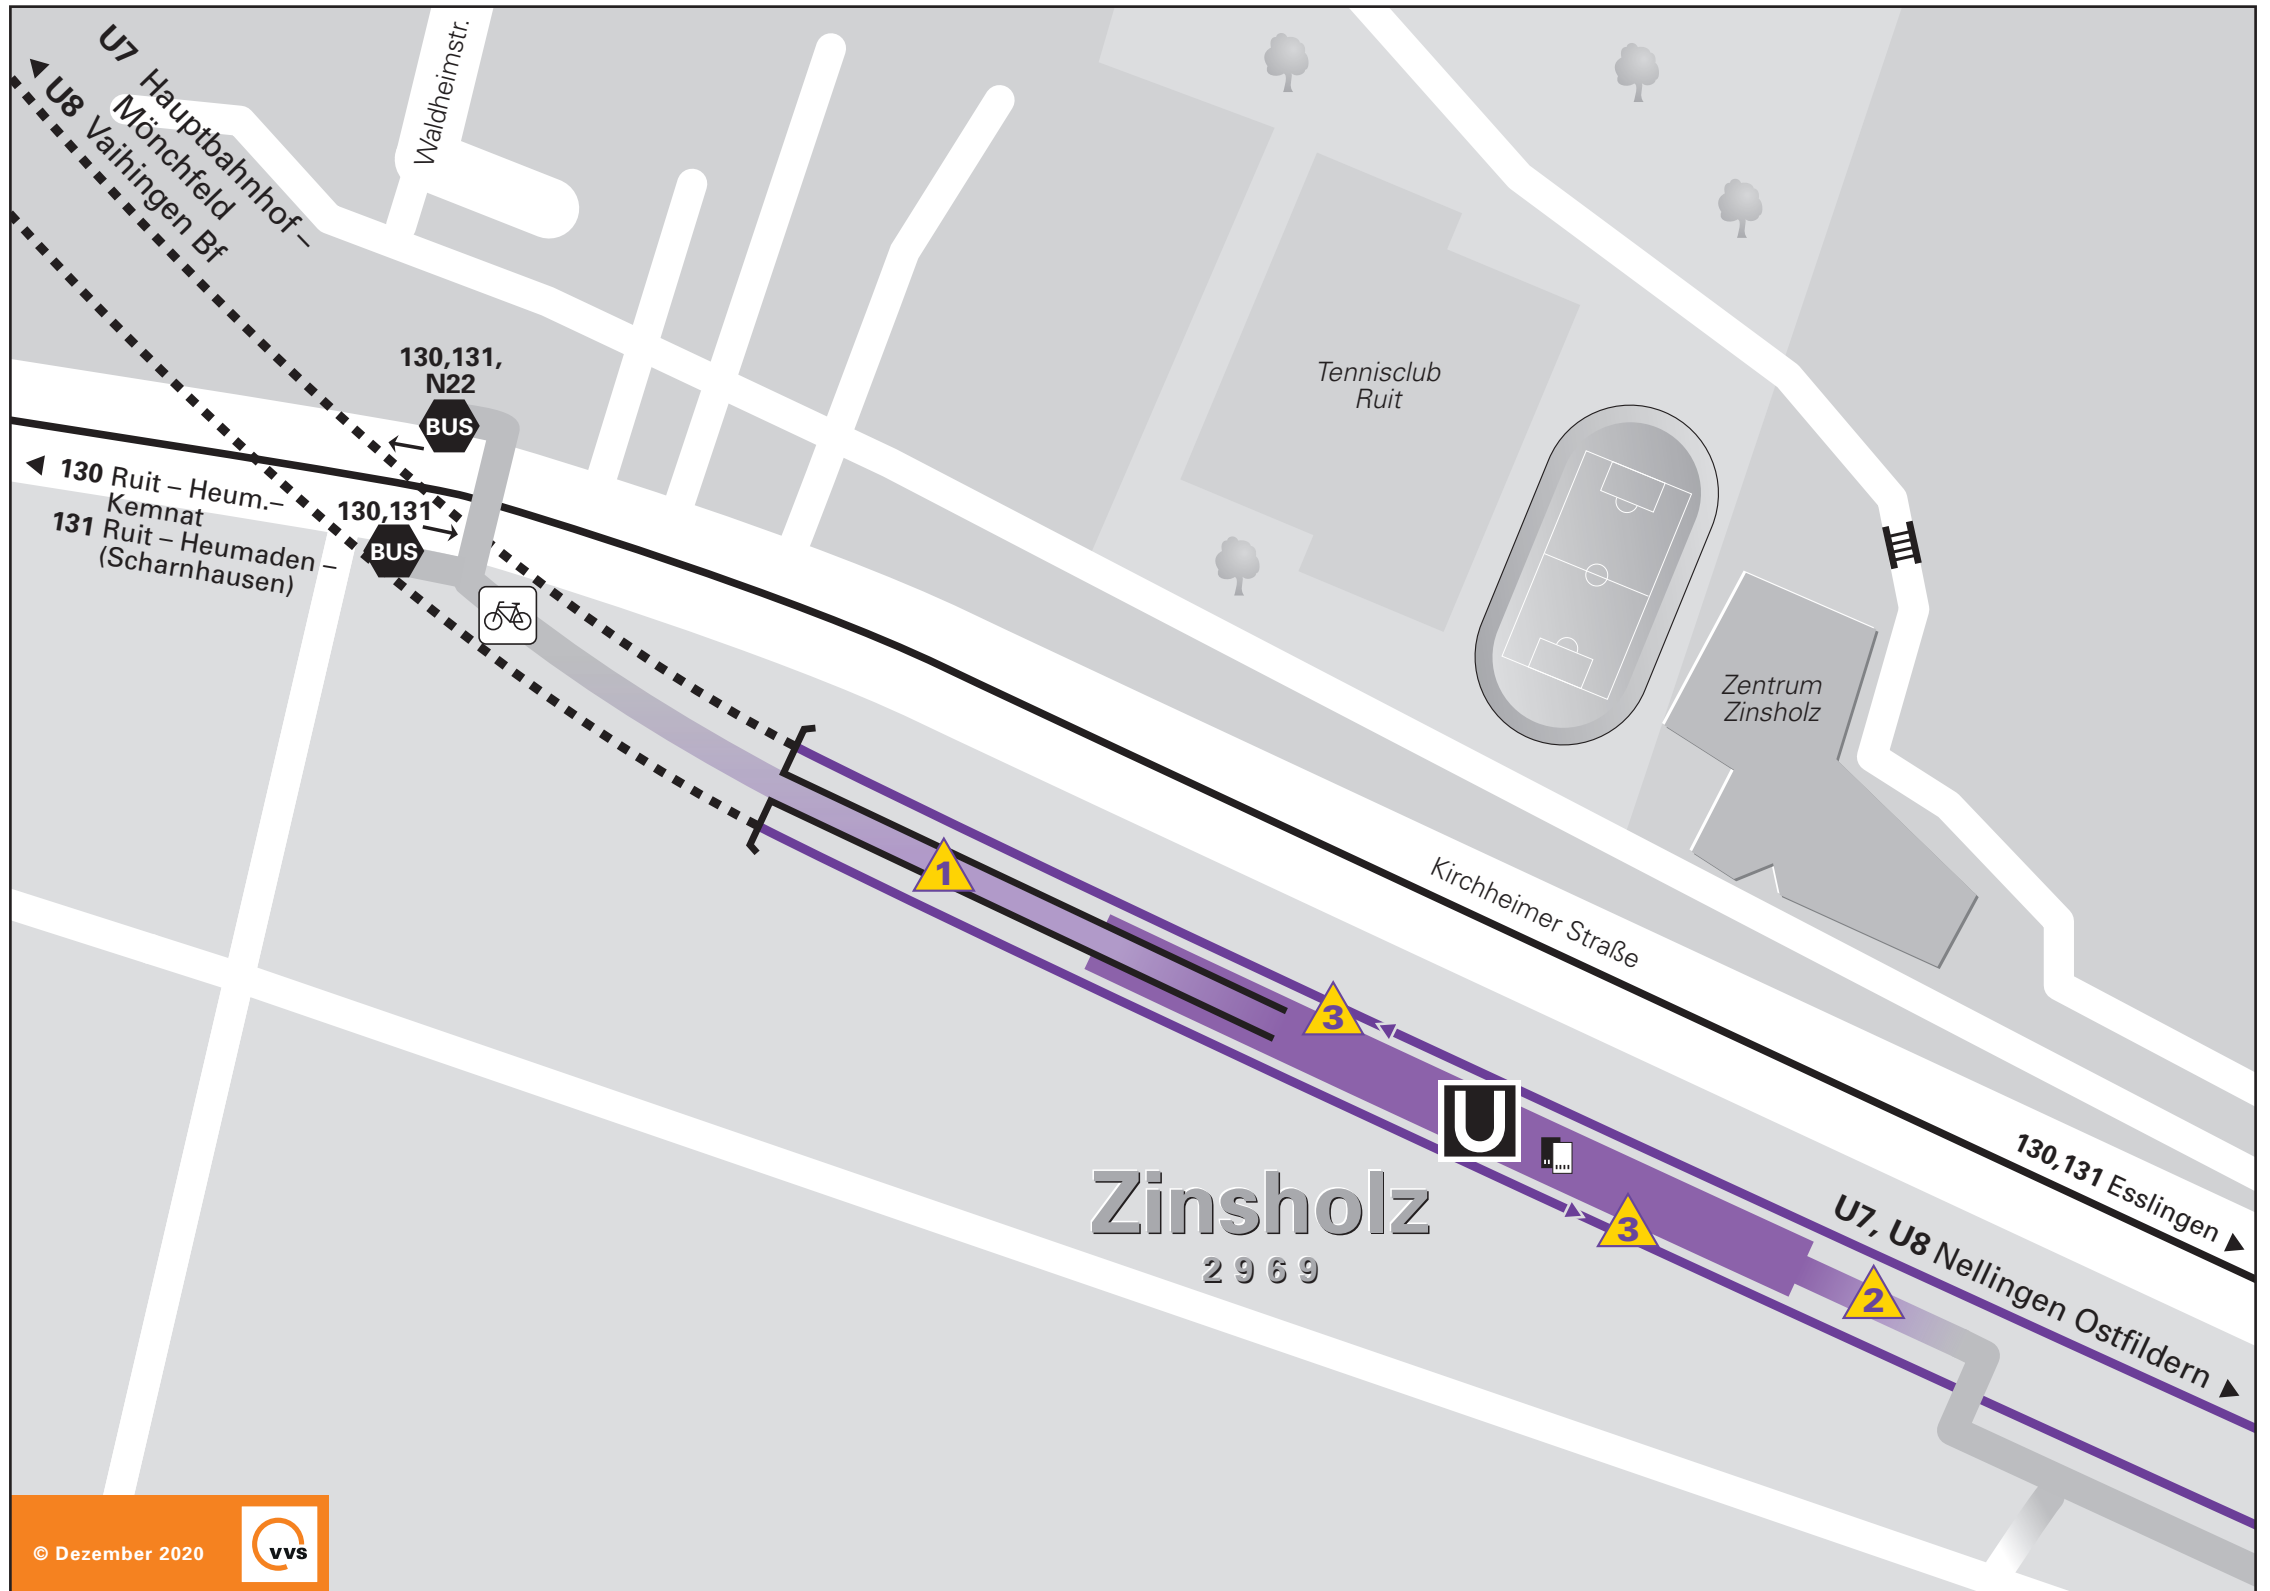 U7 Hauptbahnhof –
Mönchfeld
U8 Vaihingen Bf
Waldheimstr.
130,131,
N22
BUS
130 Ruit – Heum.–
Kemnat
131 Ruit – Heumaden –
(Scharnhausen)
130,131
BUS
Tennisclub
Ruit
Zentrum
Zinsholz
1
Kirchheimer Straße
3
U
Zinsholz
2969
3
2
130,131 Esslingen
U7, U8 Nellingen Ostfildern
© Dezember 2020
vvs